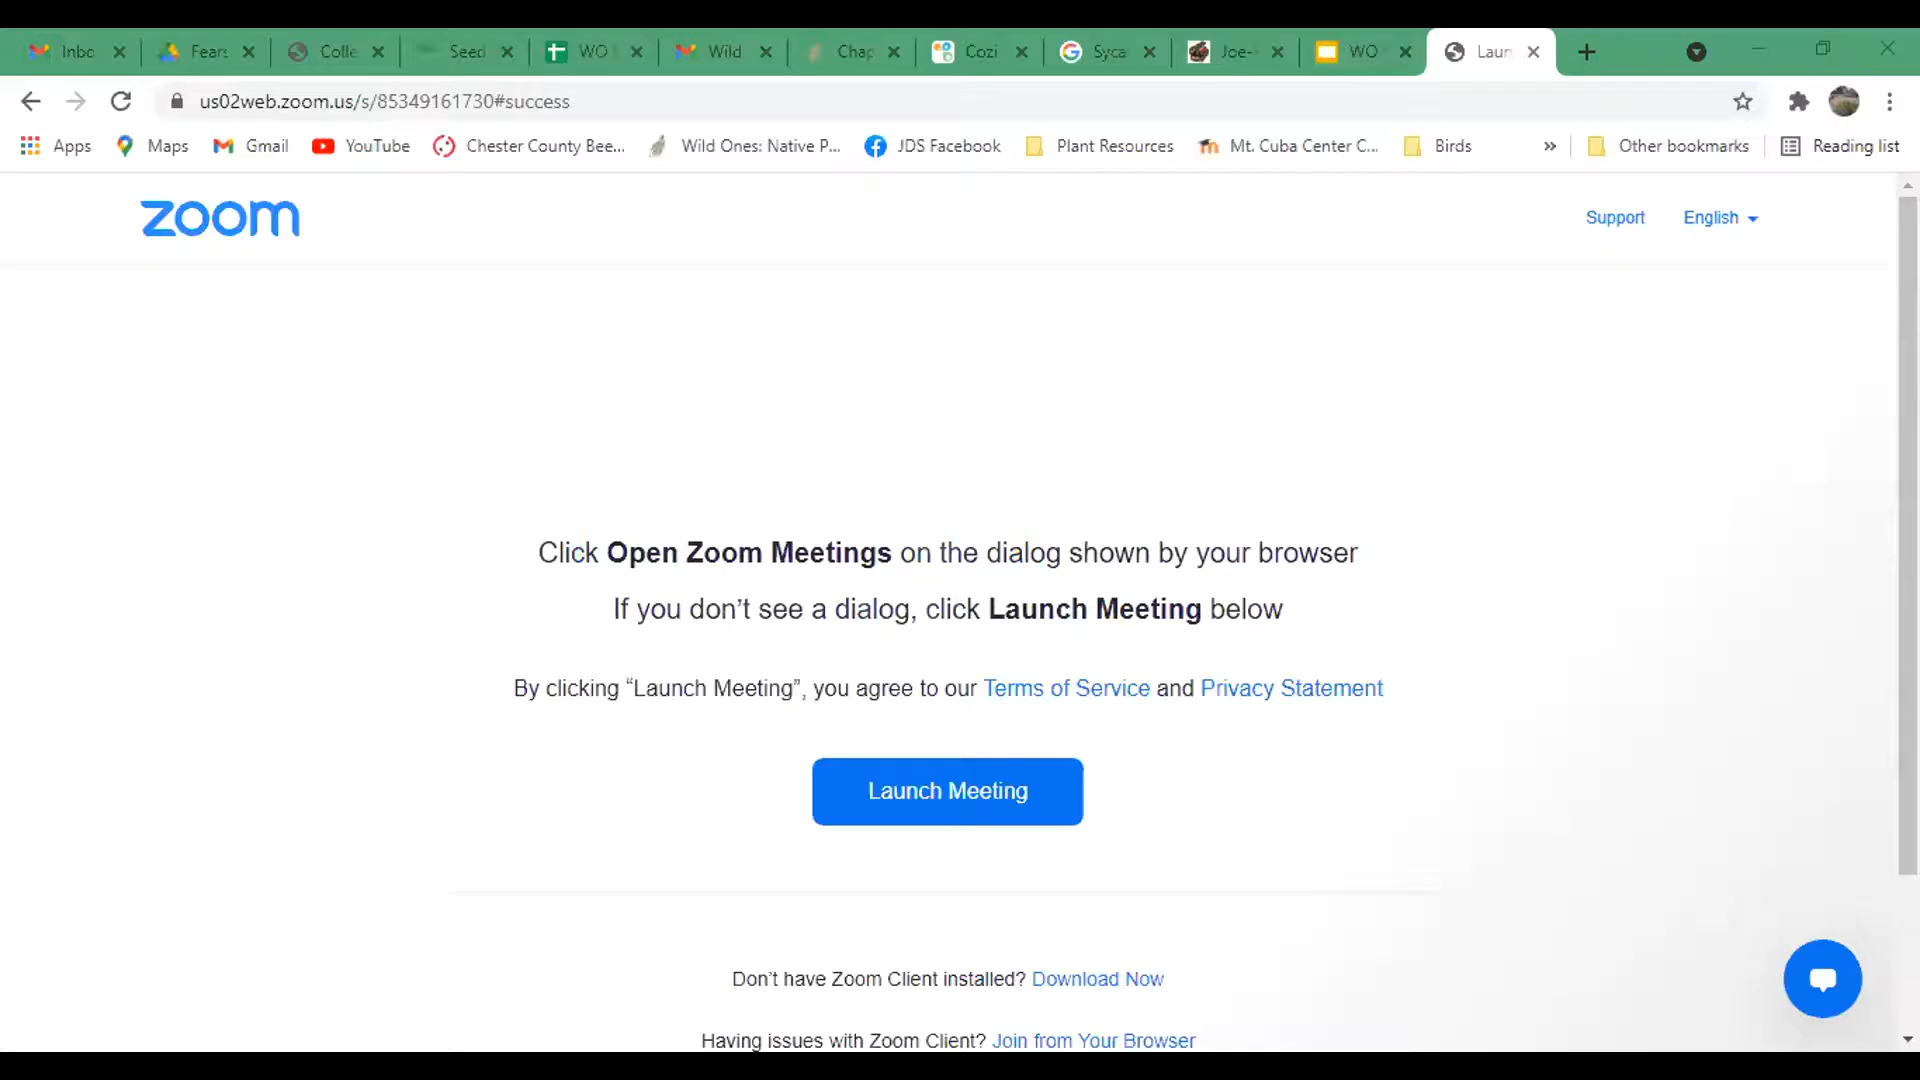 Inbo Fears Colle Seed WO Wild Chap Cozi Syca Joe- WO Laun
us02web.zoom.us/s/85349161730#success
Apps Maps Gmail YouTube Chester County Bee... Wild Ones: Native P... JDS Facebook Plant Resources Mt. Cuba Center C... Birds » Other bookmarks Reading list
zoom Support English
Click Open Zoom Meetings on the dialog shown by your browser
If you don’t see a dialog, click Launch Meeting below
By clicking “Launch Meeting”, you agree to our Terms of Service and Privacy Statement
Launch Meeting
Don’t have Zoom Client installed? Download Now
Having issues with Zoom Client? Join from Your Browser